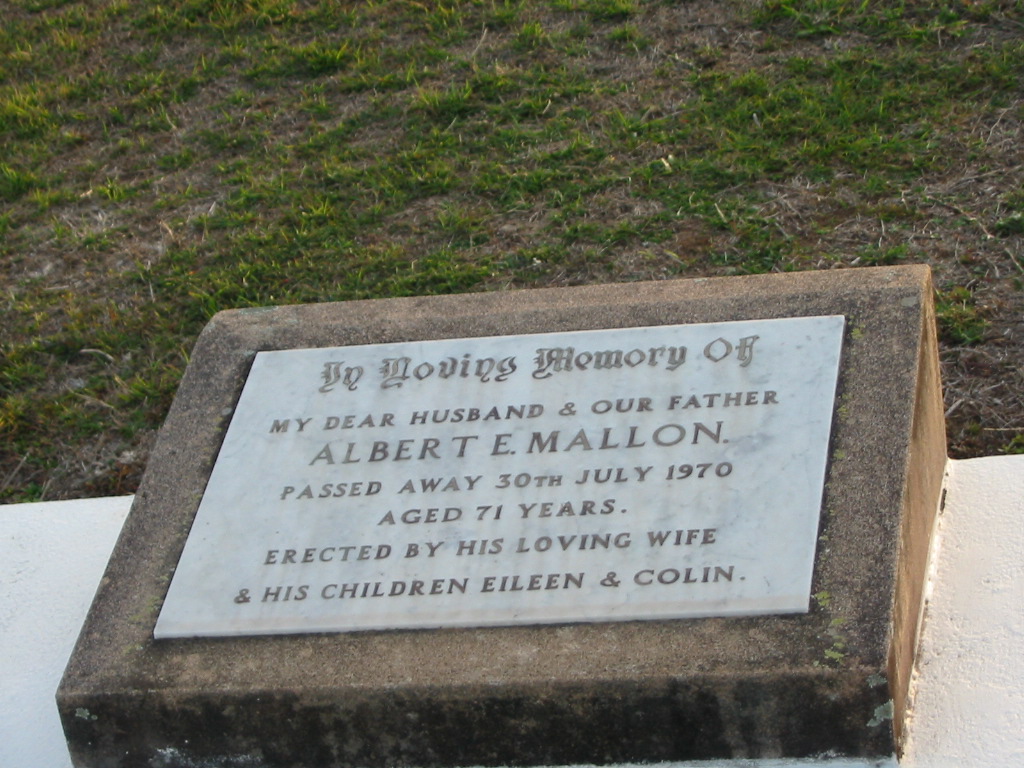 In Loving Memory Of
MY DEAR HUSBAND & OUR FATHER
ALBERT E. MALLON.
PASSED AWAY 30TH JULY 1970
AGED 71 YEARS.
ERECTED BY HIS LOVING WIFE
& HIS CHILDREN EILEEN & COLIN.